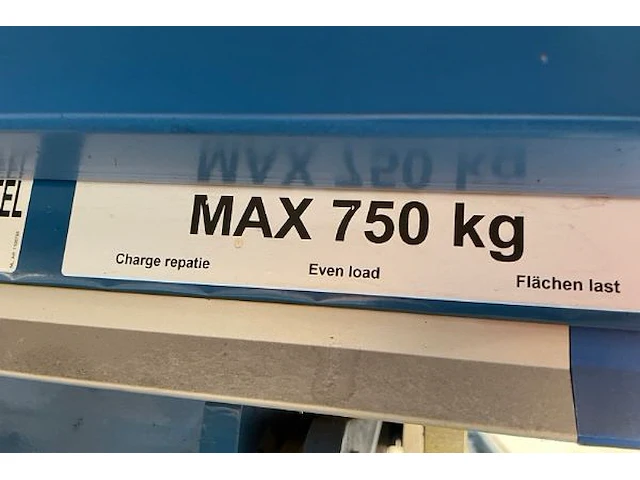 MAX 750 kg
Charge repatie
Even load
Flächen last